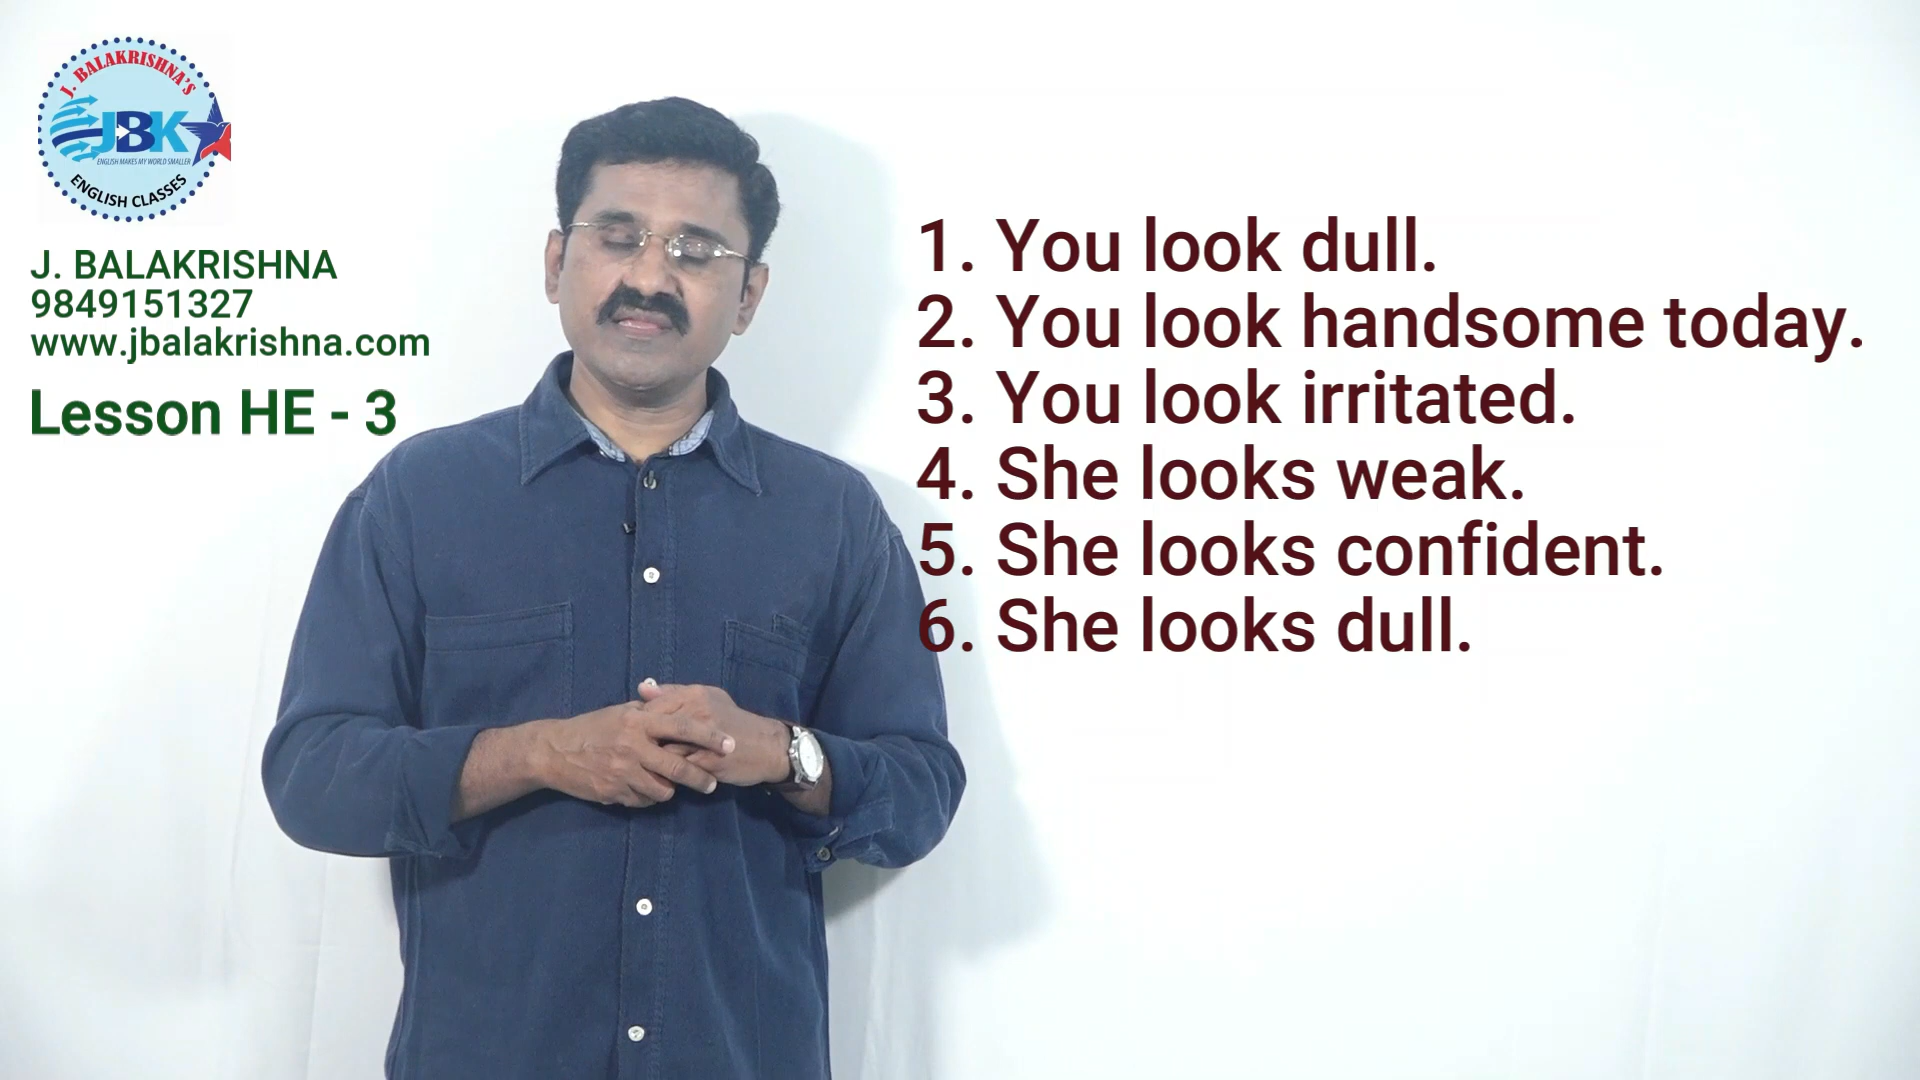 J. BALAKRISHNA'S
JBK
ENGLISH MAKES MY WORLD SMALLER
ENGLISH CLASSES
J. BALAKRISHNA
9849151327
www.jbalakrishna.com
Lesson HE - 3
1. You look dull.
2. You look handsome today.
3. You look irritated.
4. She looks weak.
5. She looks confident.
6. She looks dull.